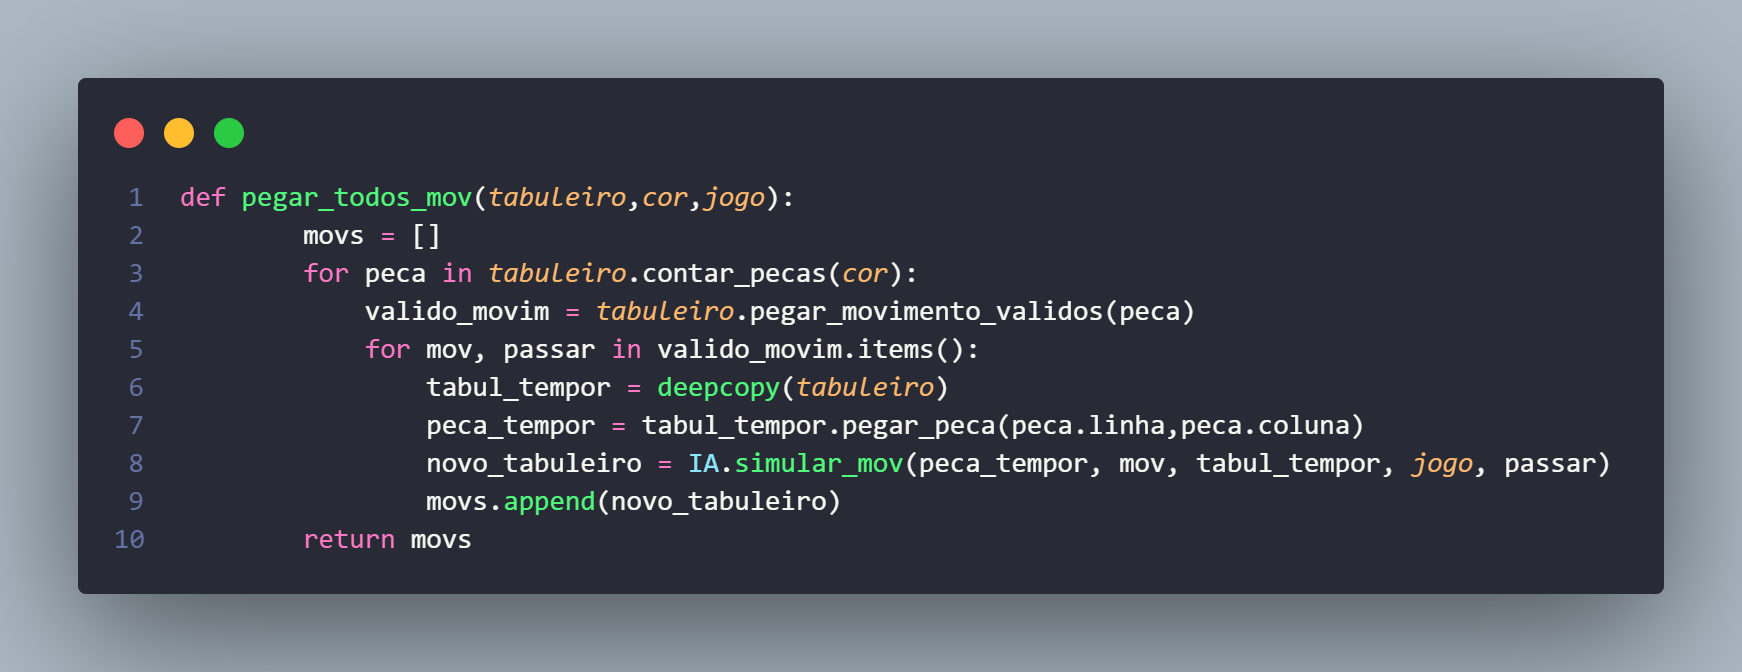 1 def pegar_todos_mov(tabuleiro,cor,jogo):
2         movs = []
3         for peca in tabuleiro.contar_pecas(cor):
4             valido_movim = tabuleiro.pegar_movimento_validos(peca)
5             for mov, passar in valido_movim.items():
6                 tabul_tempor = deepcopy(tabuleiro)
7                 peca_tempor = tabul_tempor.pegar_peca(peca.linha,peca.coluna)
8                 novo_tabuleiro = IA.simular_mov(peca_tempor, mov, tabul_tempor, jogo, passar)
9                 movs.append(novo_tabuleiro)
10         return movs